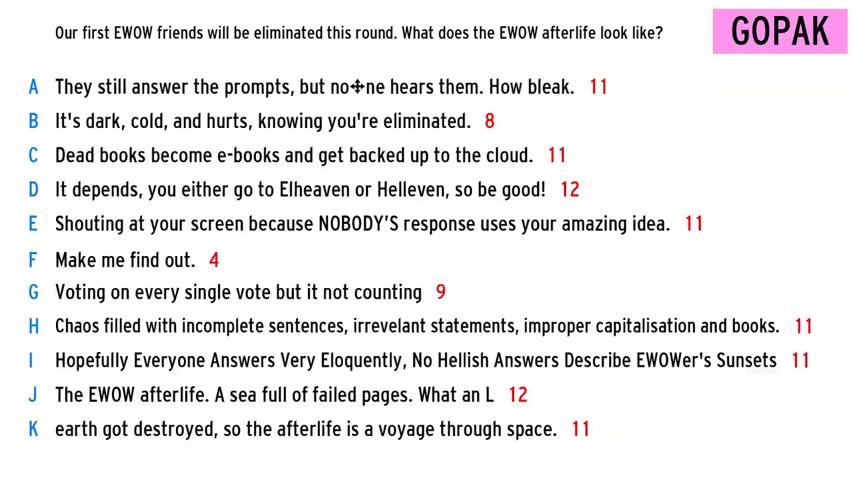 Our first EWOW friends will be eliminated this round. What does the EWOW afterlife look like?
GOPAK
A They still answer the prompts, but no✥ne hears them. How bleak. 11
B It's dark, cold, and hurts, knowing you're eliminated. 8
C Dead books become e-books and get backed up to the cloud. 11
D It depends, you either go to Elheaven or Helleven, so be good! 12
E Shouting at your screen because NOBODY'S response uses your amazing idea. 11
F Make me find out. 4
G Voting on every single vote but it not counting 9
H Chaos filled with incomplete sentences, irrevelant statements, improper capitalisation and books. 11
I Hopefully Everyone Answers Very Eloquently, No Hellish Answers Describe EWOWer's Sunsets 11
J The EWOW afterlife. A sea full of failed pages. What an L 12
K earth got destroyed, so the afterlife is a voyage through space. 11